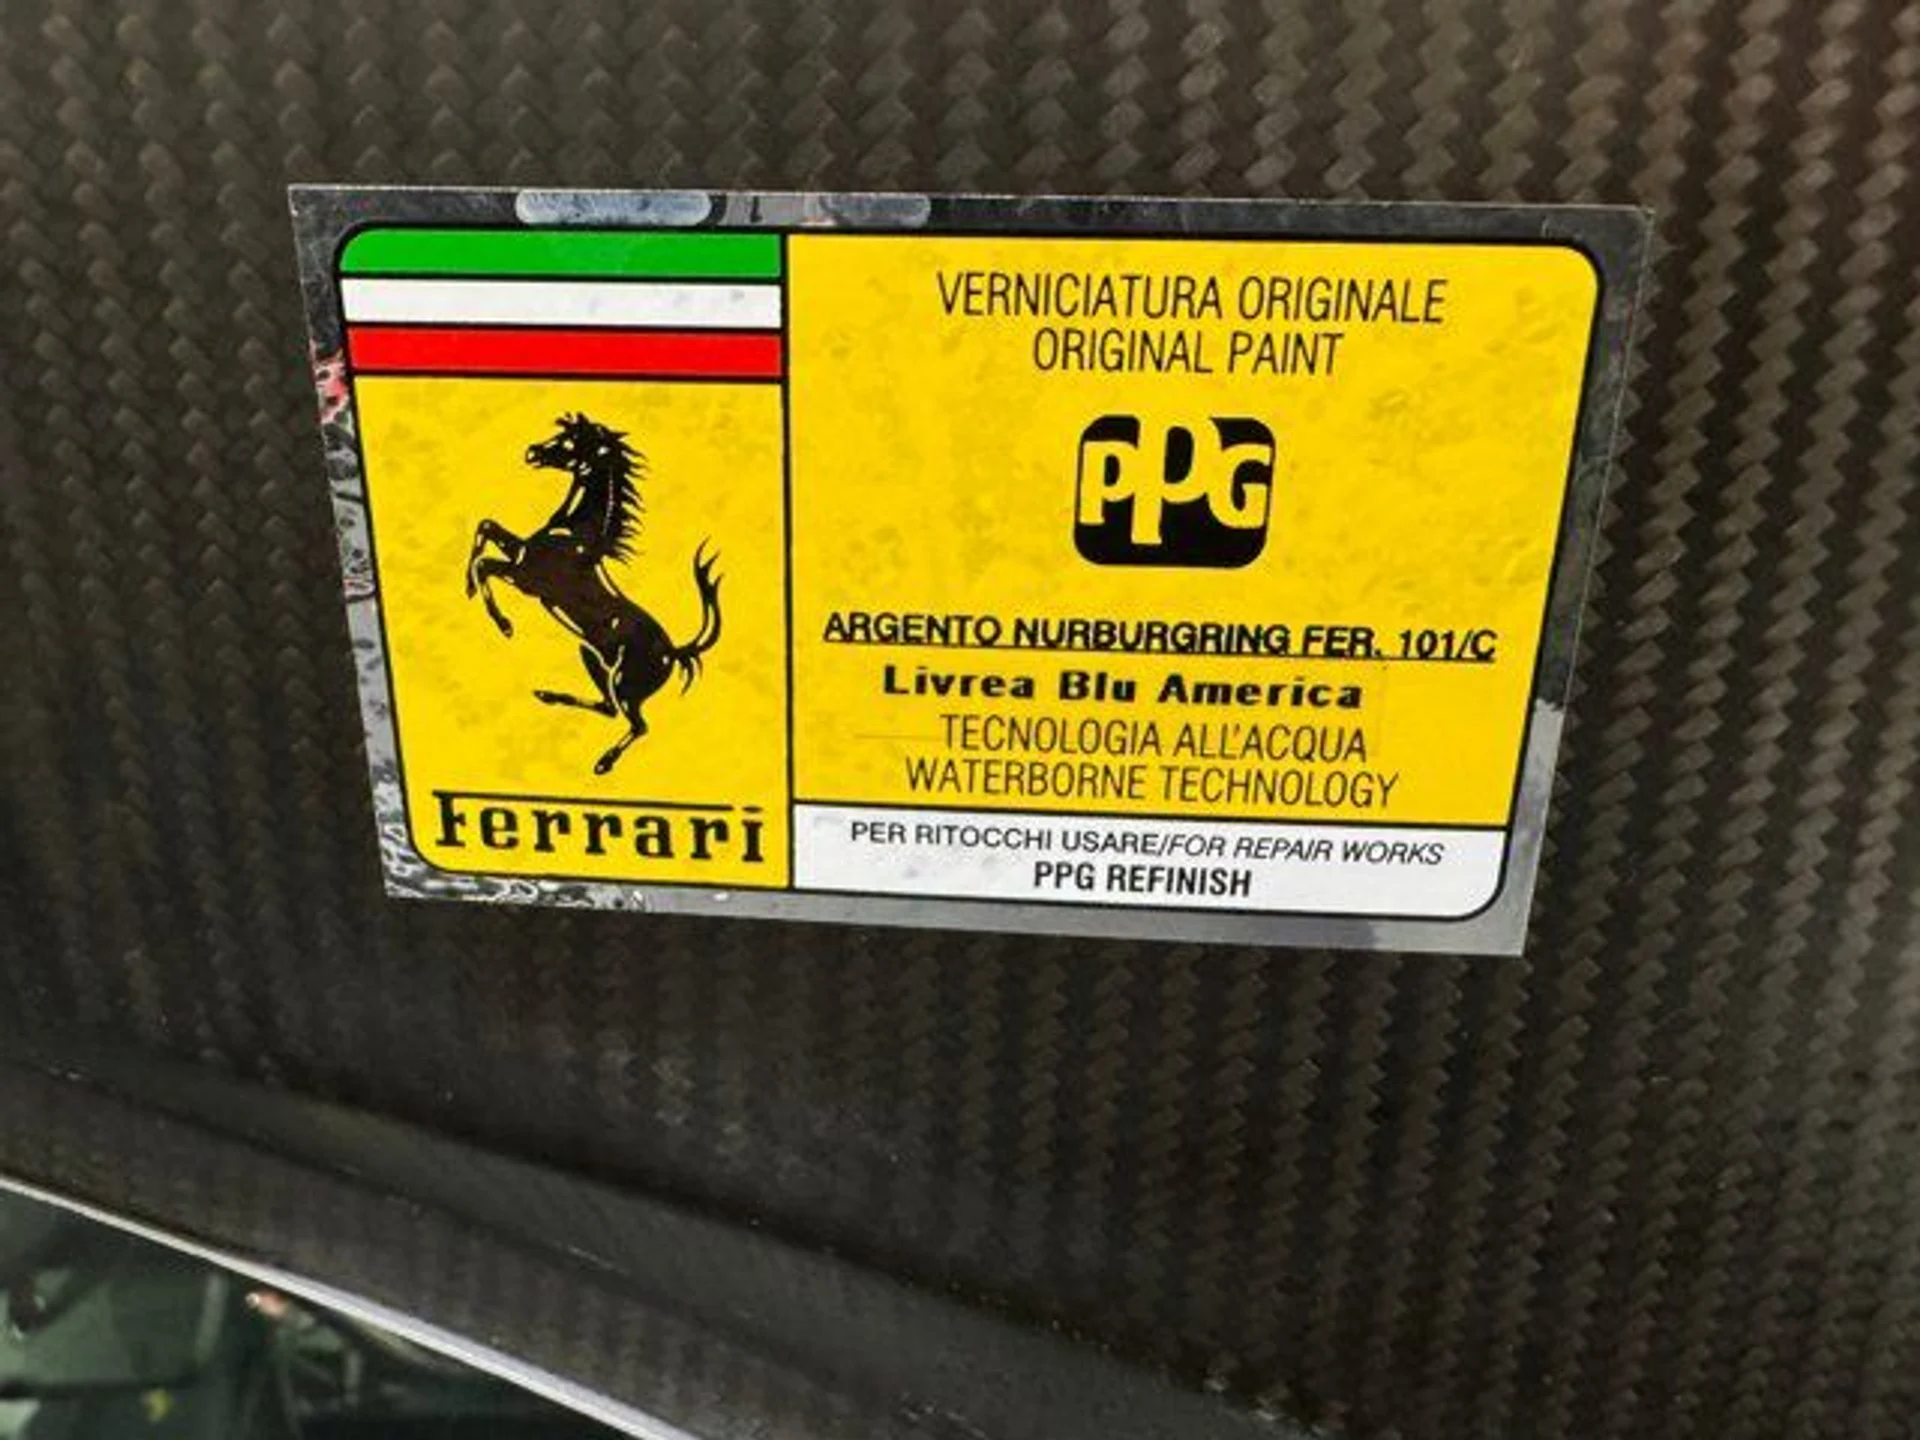 VERNICIATURA ORIGINALE
ORIGINAL PAINT
PPG
ARGENTO NURBURGRING FER. 101/C
Livrea Blu America
TECNOLOGIA ALL'ACQUA
WATERBORNE TECHNOLOGY
Ferrari
PER RITOCCHI USARE/FOR REPAIR WORKS
PPG REFINISH